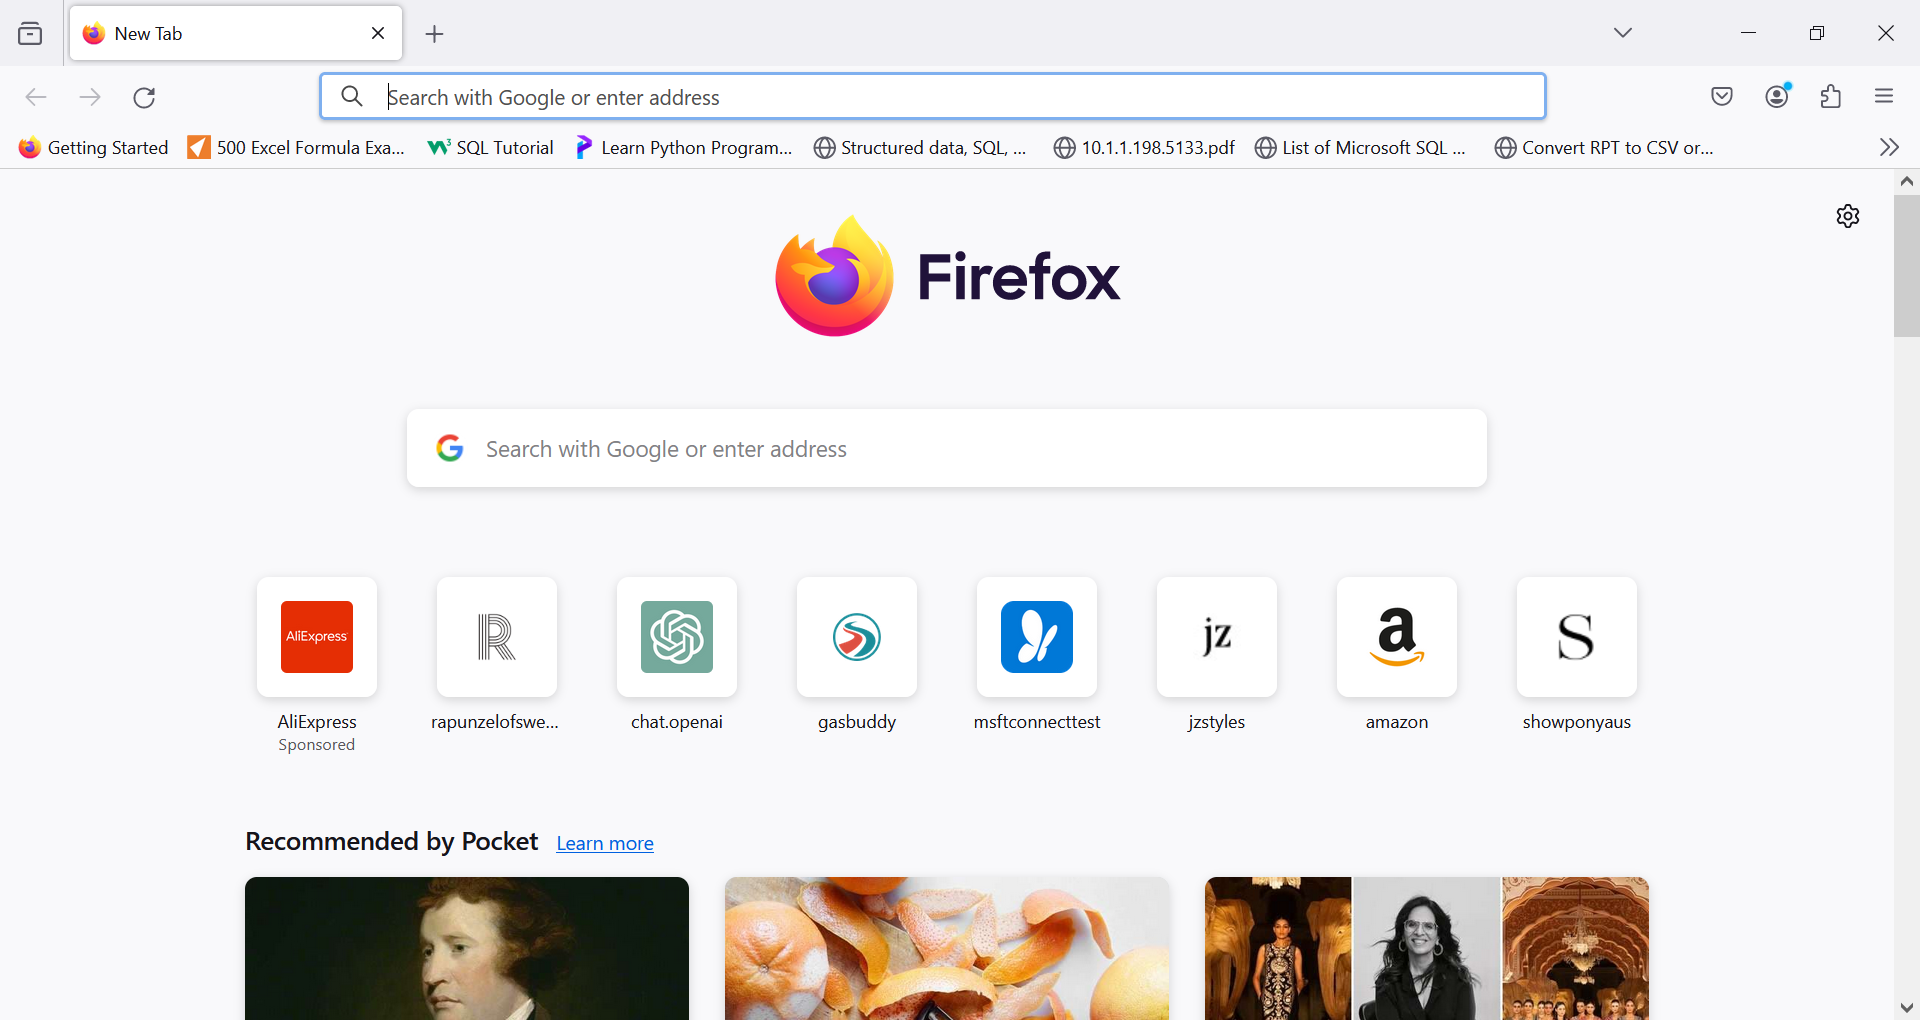 New Tab
Search with Google or enter address
Getting Started 500 Excel Formula Exa... W3 SQL Tutorial Learn Python Program... Structured data, SQL, ... 10.1.1.198.5133.pdf List of Microsoft SQL ... Convert RPT to CSV or...
Firefox
Search with Google or enter address
AliExpress R jz a S
AliExpress rapunzelofswe... chat.openai gasbuddy msftconnecttest jzstyles amazon showponyaus
Sponsored
Recommended by Pocket Learn more